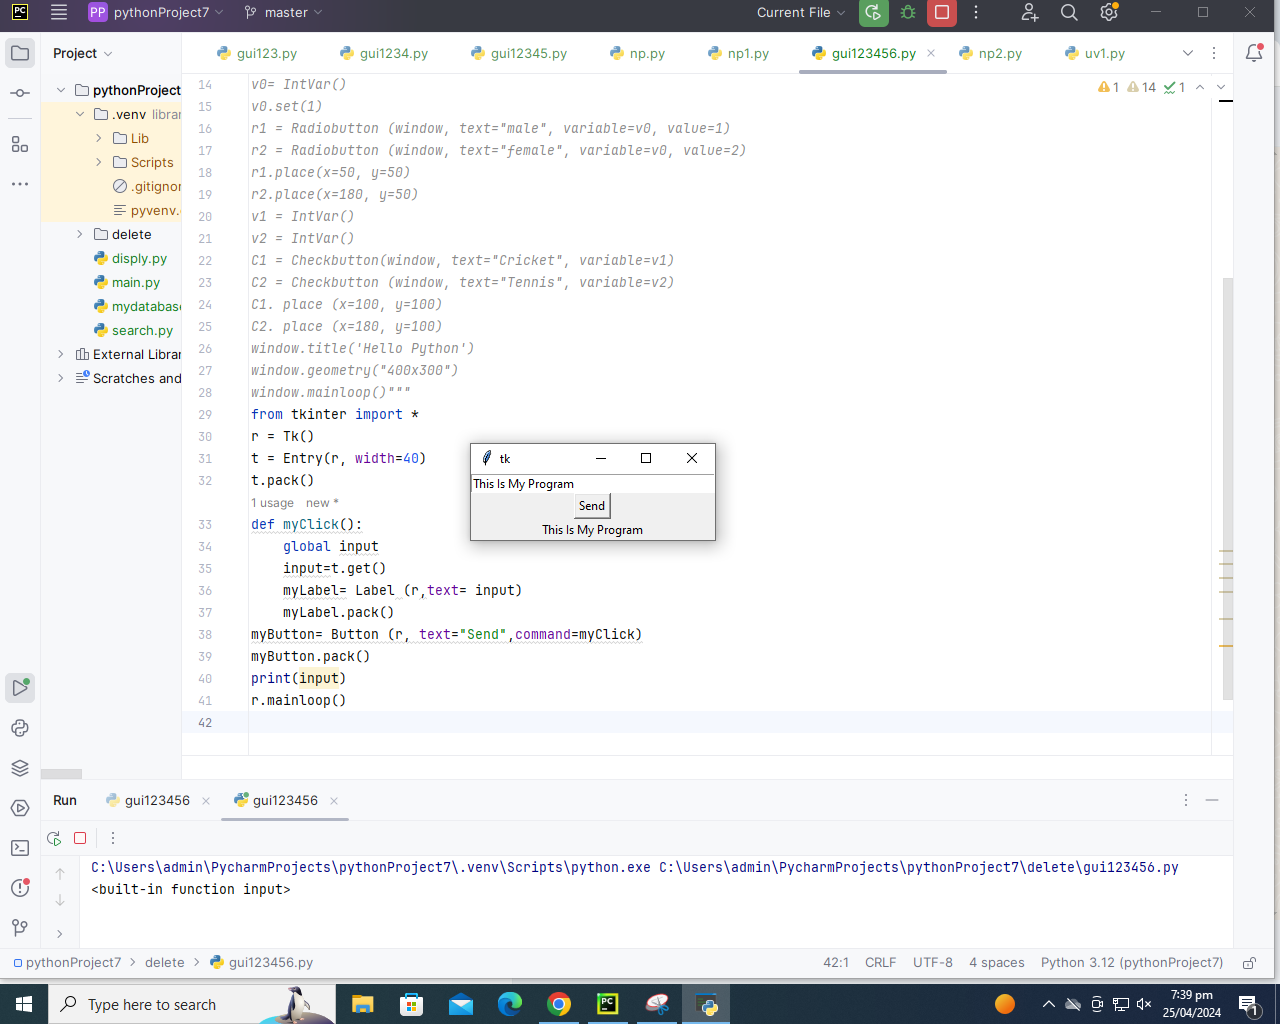 PC
PP pythonProject7
master
Current File
Project
gui123.py
gui1234.py
gui12345.py
np.py
np1.py
gui123456.py
np2.py
uv1.py
pythonProject
.venv librar
Lib
Scripts
.gitignor
pyvenv.
delete
disply.py
main.py
mydatabas
search.py
External Librar
Scratches and
1 14 1
14 v0= IntVar()
15 v0.set(1)
16 r1 = Radiobutton (window, text="male", variable=v0, value=1)
17 r2 = Radiobutton (window, text="female", variable=v0, value=2)
18 r1.place(x=50, y=50)
19 r2.place(x=180, y=50)
20 v1 = IntVar()
21 v2 = IntVar()
22 C1 = Checkbutton(window, text="Cricket", variable=v1)
23 C2 = Checkbutton (window, text="Tennis", variable=v2)
24 C1. place (x=100, y=100)
25 C2. place (x=180, y=100)
26 window.title('Hello Python')
27 window.geometry("400x300")
28 window.mainloop()"""
29 from tkinter import *
30 r = Tk()
31 t = Entry(r, width=40)
32 t.pack()
1 usage new *
33 def myClick():
34 global input
35 input=t.get()
36 myLabel= Label (r,text= input)
37 myLabel.pack()
38 myButton= Button (r, text="Send",command=myClick)
39 myButton.pack()
40 print(input)
41 r.mainloop()
42
tk
This Is My Program
Send
This Is My Program
Run
gui123456
gui123456
C:\Users\admin\PycharmProjects\pythonProject7\.venv\Scripts\python.exe C:\Users\admin\PycharmProjects\pythonProject7\delete\gui123456.py
<built-in function input>
pythonProject7 > delete > gui123456.py
42:1 CRLF UTF-8 4 spaces Python 3.12 (pythonProject7)
Type here to search
PC
7:39 pm
25/04/2024
1